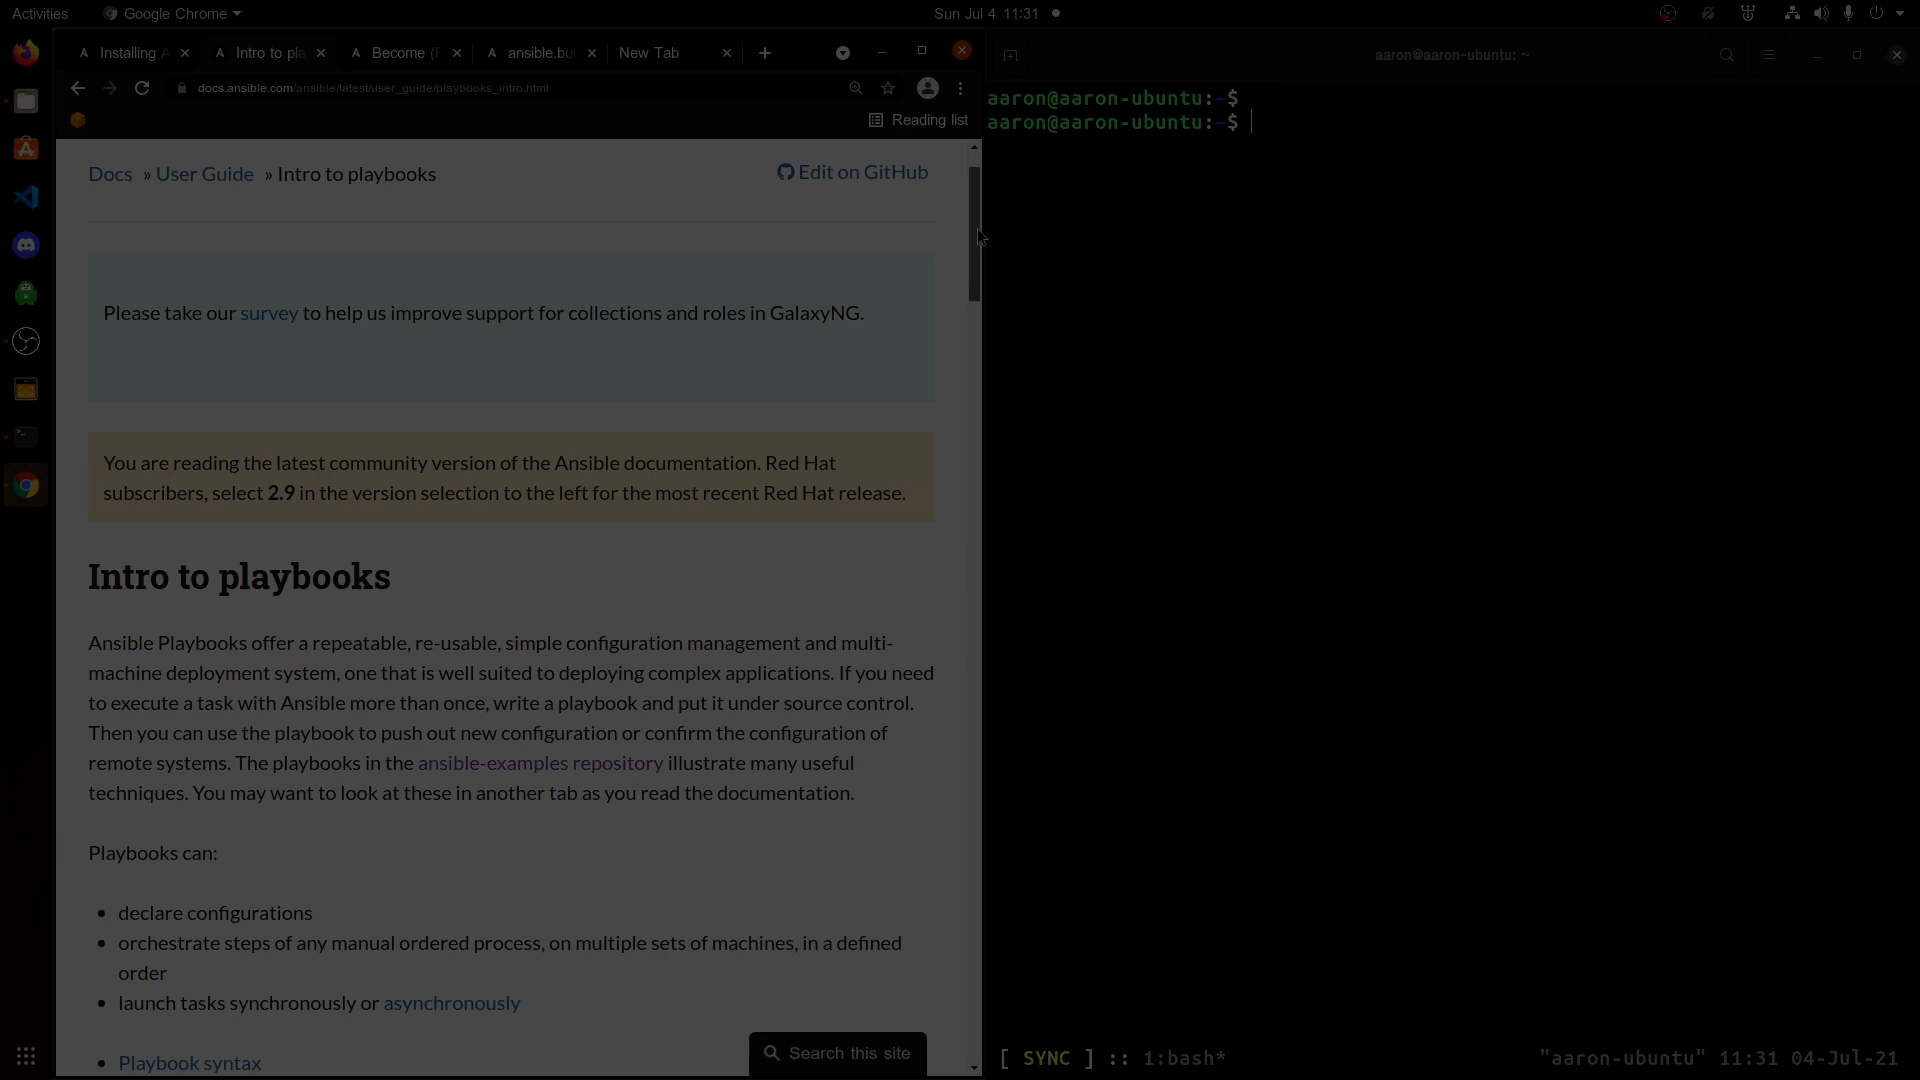 Activities Google Chrome Sun Jul 4 11:31
Installing A Intro to pla Become (P ansible.bu New Tab
docs.ansible.com/ansible/latest/user_guide/playbooks_intro.html
Reading list
Docs » User Guide » Intro to playbooks Edit on GitHub
Please take our survey to help us improve support for collections and roles in GalaxyNG.
You are reading the latest community version of the Ansible documentation. Red Hat
subscribers, select 2.9 in the version selection to the left for the most recent Red Hat release.
Intro to playbooks
Ansible Playbooks offer a repeatable, re-usable, simple configuration management and multi-
machine deployment system, one that is well suited to deploying complex applications. If you need
to execute a task with Ansible more than once, write a playbook and put it under source control.
Then you can use the playbook to push out new configuration or confirm the configuration of
remote systems. The playbooks in the ansible-examples repository illustrate many useful
techniques. You may want to look at these in another tab as you read the documentation.
Playbooks can:
declare configurations
orchestrate steps of any manual ordered process, on multiple sets of machines, in a defined
order
launch tasks synchronously or asynchronously
Playbook syntax
Search this site
aaron@aaron-ubuntu: ~
aaron@aaron-ubuntu:~$
aaron@aaron-ubuntu:~$
[ SYNC ] :: 1:bash* "aaron-ubuntu" 11:31 04-Jul-21